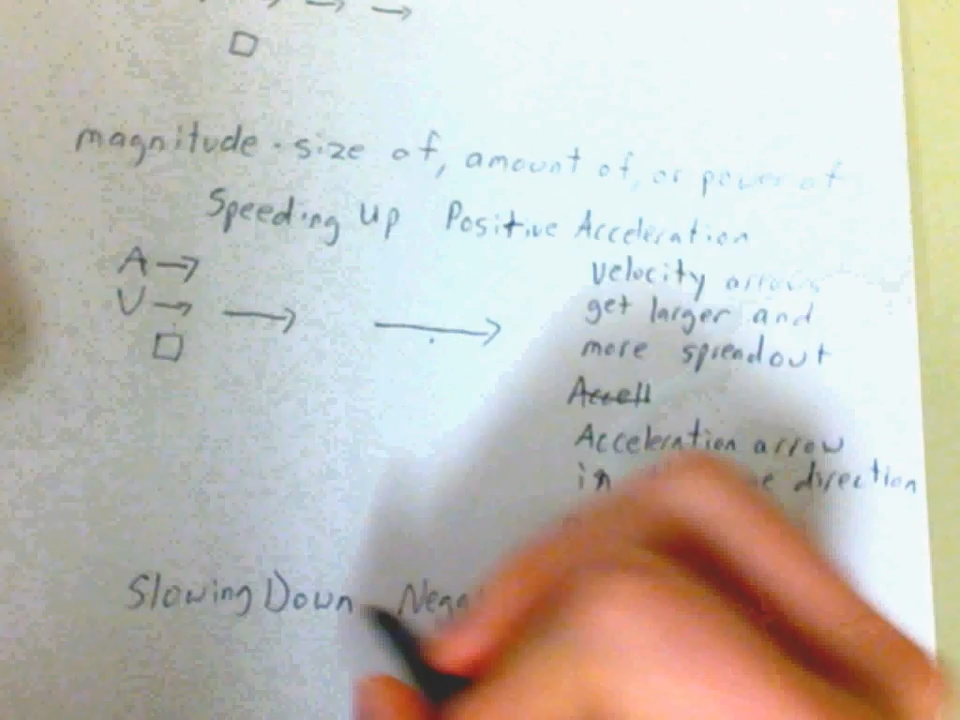 magnitude - size of, amount of, or power of
Speeding Up Positive Acceleration
A
V
velocity arrows
get larger and
more spreadout
Accell
Acceleration arrow
in direction
Slowing Down